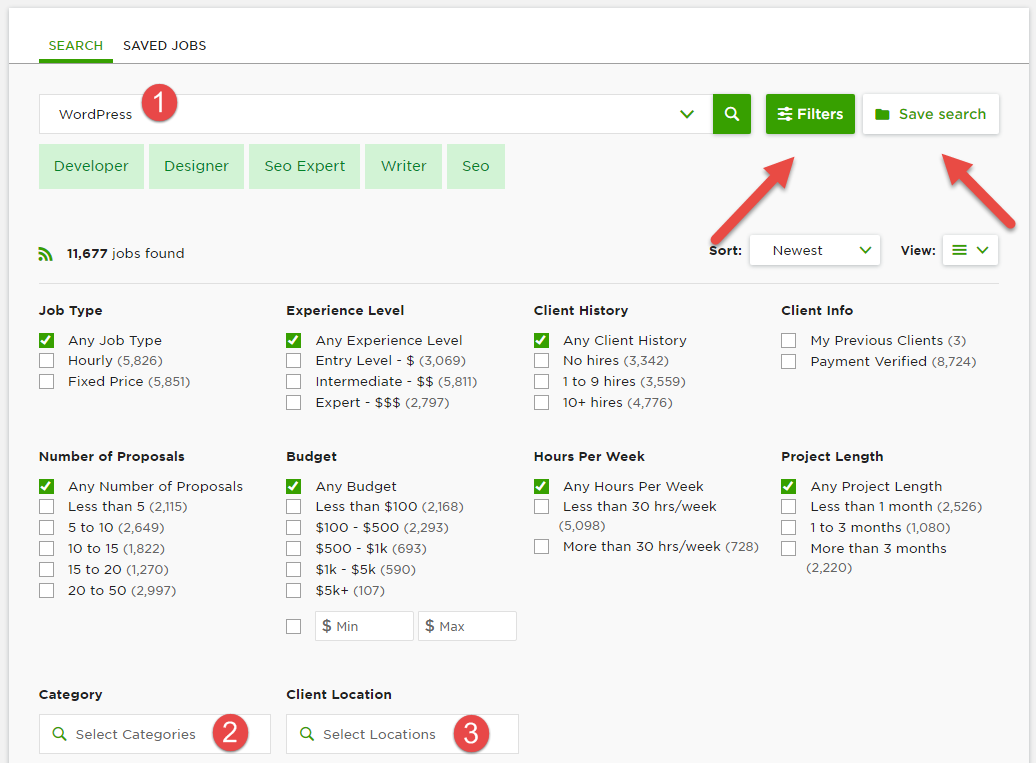 SEARCH SAVED JOBS
WordPress 1 Filters Save search
Developer Designer Seo Expert Writer Seo
11,677 jobs found Sort: Newest View:
Job Type Experience Level Client History Client Info
Any Job Type Any Experience Level Any Client History My Previous Clients (3)
Hourly (5,826) Entry Level - $ (3,069) No hires (3,342) Payment Verified (8,724)
Fixed Price (5,851) Intermediate - $$ (5,811) 1 to 9 hires (3,559)
Expert - $$$ (2,797) 10+ hires (4,776)
Number of Proposals Budget Hours Per Week Project Length
Any Number of Proposals Any Budget Any Hours Per Week Any Project Length
Less than 5 (2,115) Less than $100 (2,168) Less than 30 hrs/week Less than 1 month (2,526)
5 to 10 (2,649) $100 - $500 (2,293) (5,098) 1 to 3 months (1,080)
10 to 15 (1,822) $500 - $1k (693) More than 30 hrs/week (728) More than 3 months
15 to 20 (1,270) $1k - $5k (590) (2,220)
20 to 50 (2,997) $5k+ (107)
$ Min $ Max
Category Client Location
Select Categories 2 Select Locations 3